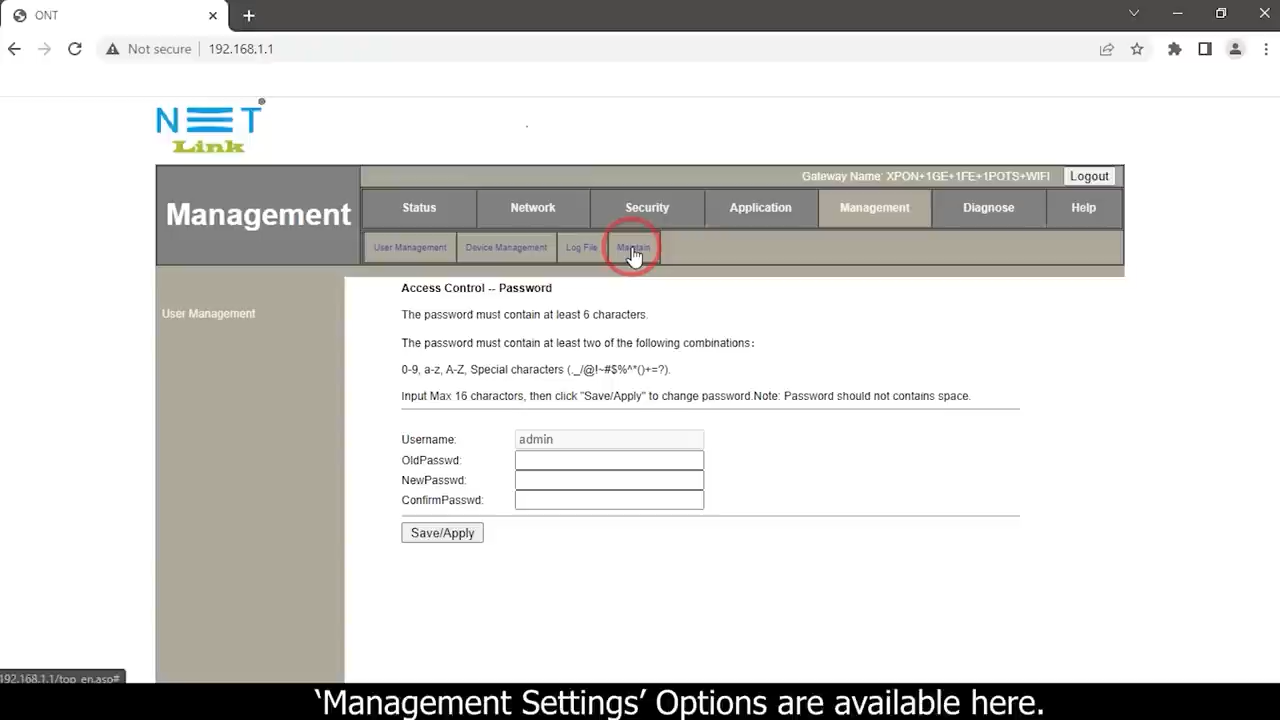 ONT
Not secure 192.168.1.1
NET
Link
Gateway Name: XPON+1GE+1FE+1POTS+WIFI Logout
Management
Status Network Security Application Management Diagnose Help
User Management Device Management Log File Maintain
User Management
Access Control -- Password
The password must contain at least 6 characters.
The password must contain at least two of the following combinations:
0-9, a-z, A-Z, Special characters (._/@!~#$%^*()+=?).
Input Max 16 charactors, then click "Save/Apply" to change password.Note: Password should not contains space.
Username: admin
OldPasswd:
NewPasswd:
ConfirmPasswd:
Save/Apply
192.168.1.1/top_en.asp#
‘Management Settings’ Options are available here.